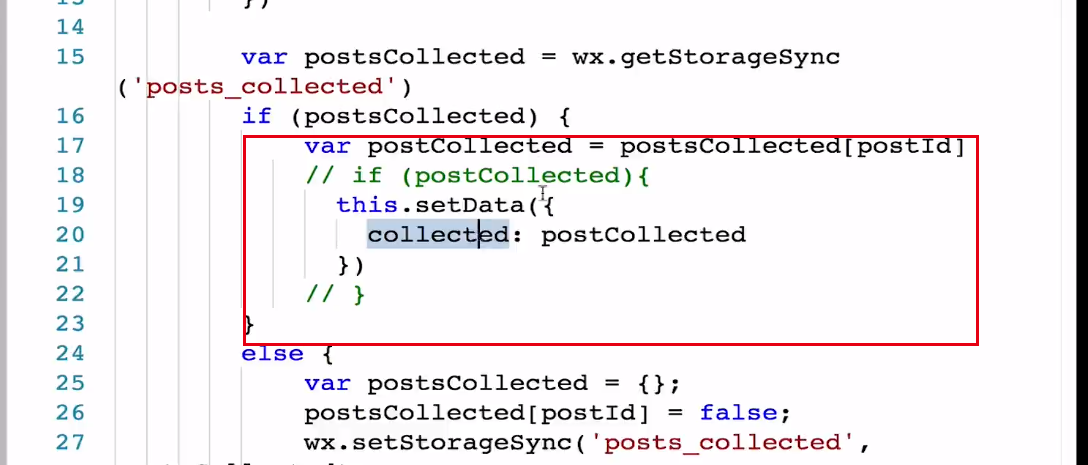 })
14
15 var postsCollected = wx.getStorageSync
('posts_collected')
16 if (postsCollected) {
17 var postCollected = postsCollected[postId]
18 // if (postCollected){
19 this.setData({
20 collected: postCollected
21 })
22 // }
23 }
24 else {
25 var postsCollected = {};
26 postsCollected[postId] = false;
27 wx.setStorageSync('posts_collected',